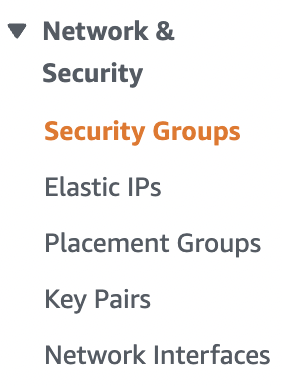 Network &
Security
Security Groups
Elastic IPs
Placement Groups
Key Pairs
Network Interfaces